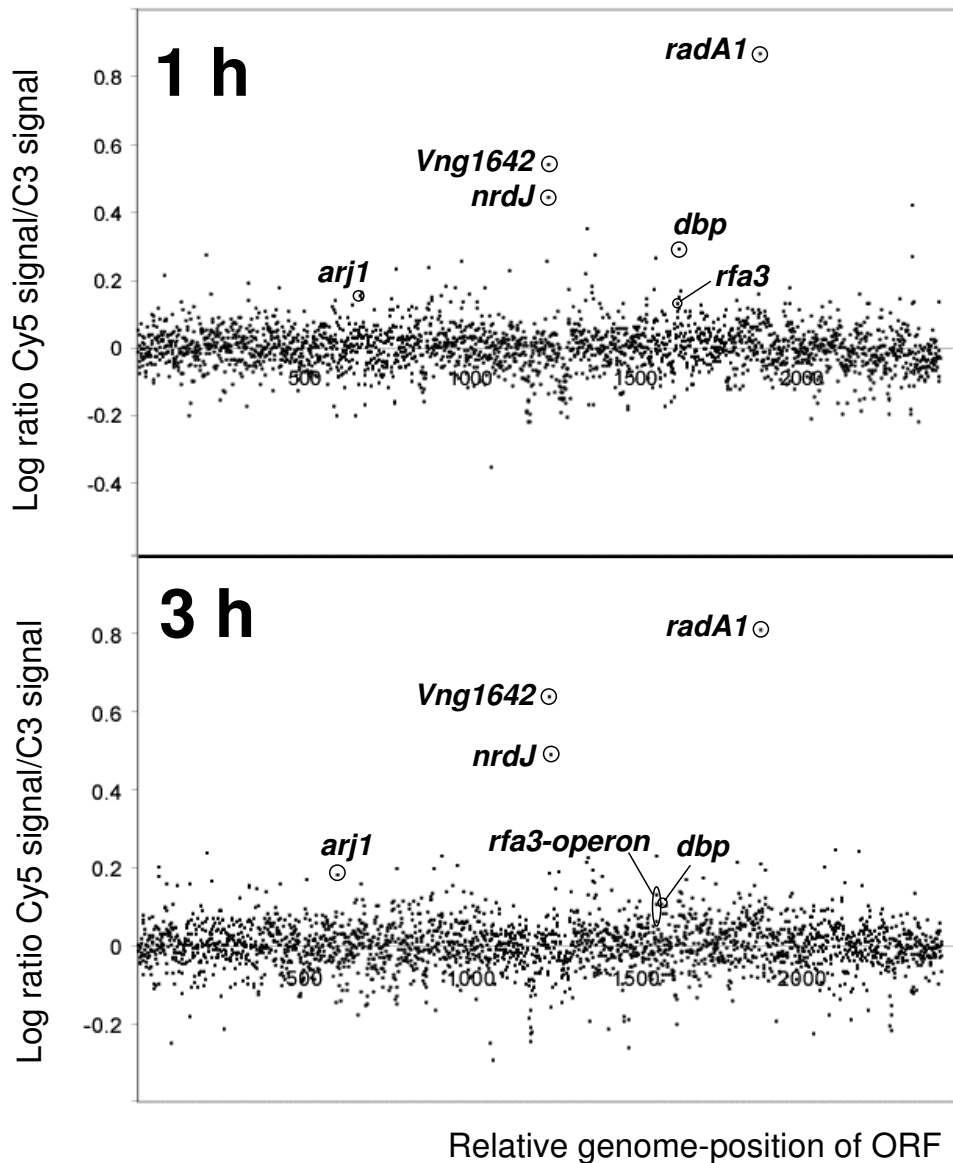 1 h
Log ratio Cy5 signal/C3 signal
0.8
0.6
0.4
0.2
0
-0.2
-0.4
radA1
Vng1642
nrdJ
dbp
arj1
rfa3
500
1000
1500
2000
3 h
Log ratio Cy5 signal/C3 signal
0.8
0.6
0.4
0.2
0
-0.2
radA1
Vng1642
nrdJ
arj1
rfa3-operon
dbp
500
1000
1500
2000
Relative genome-position of ORF